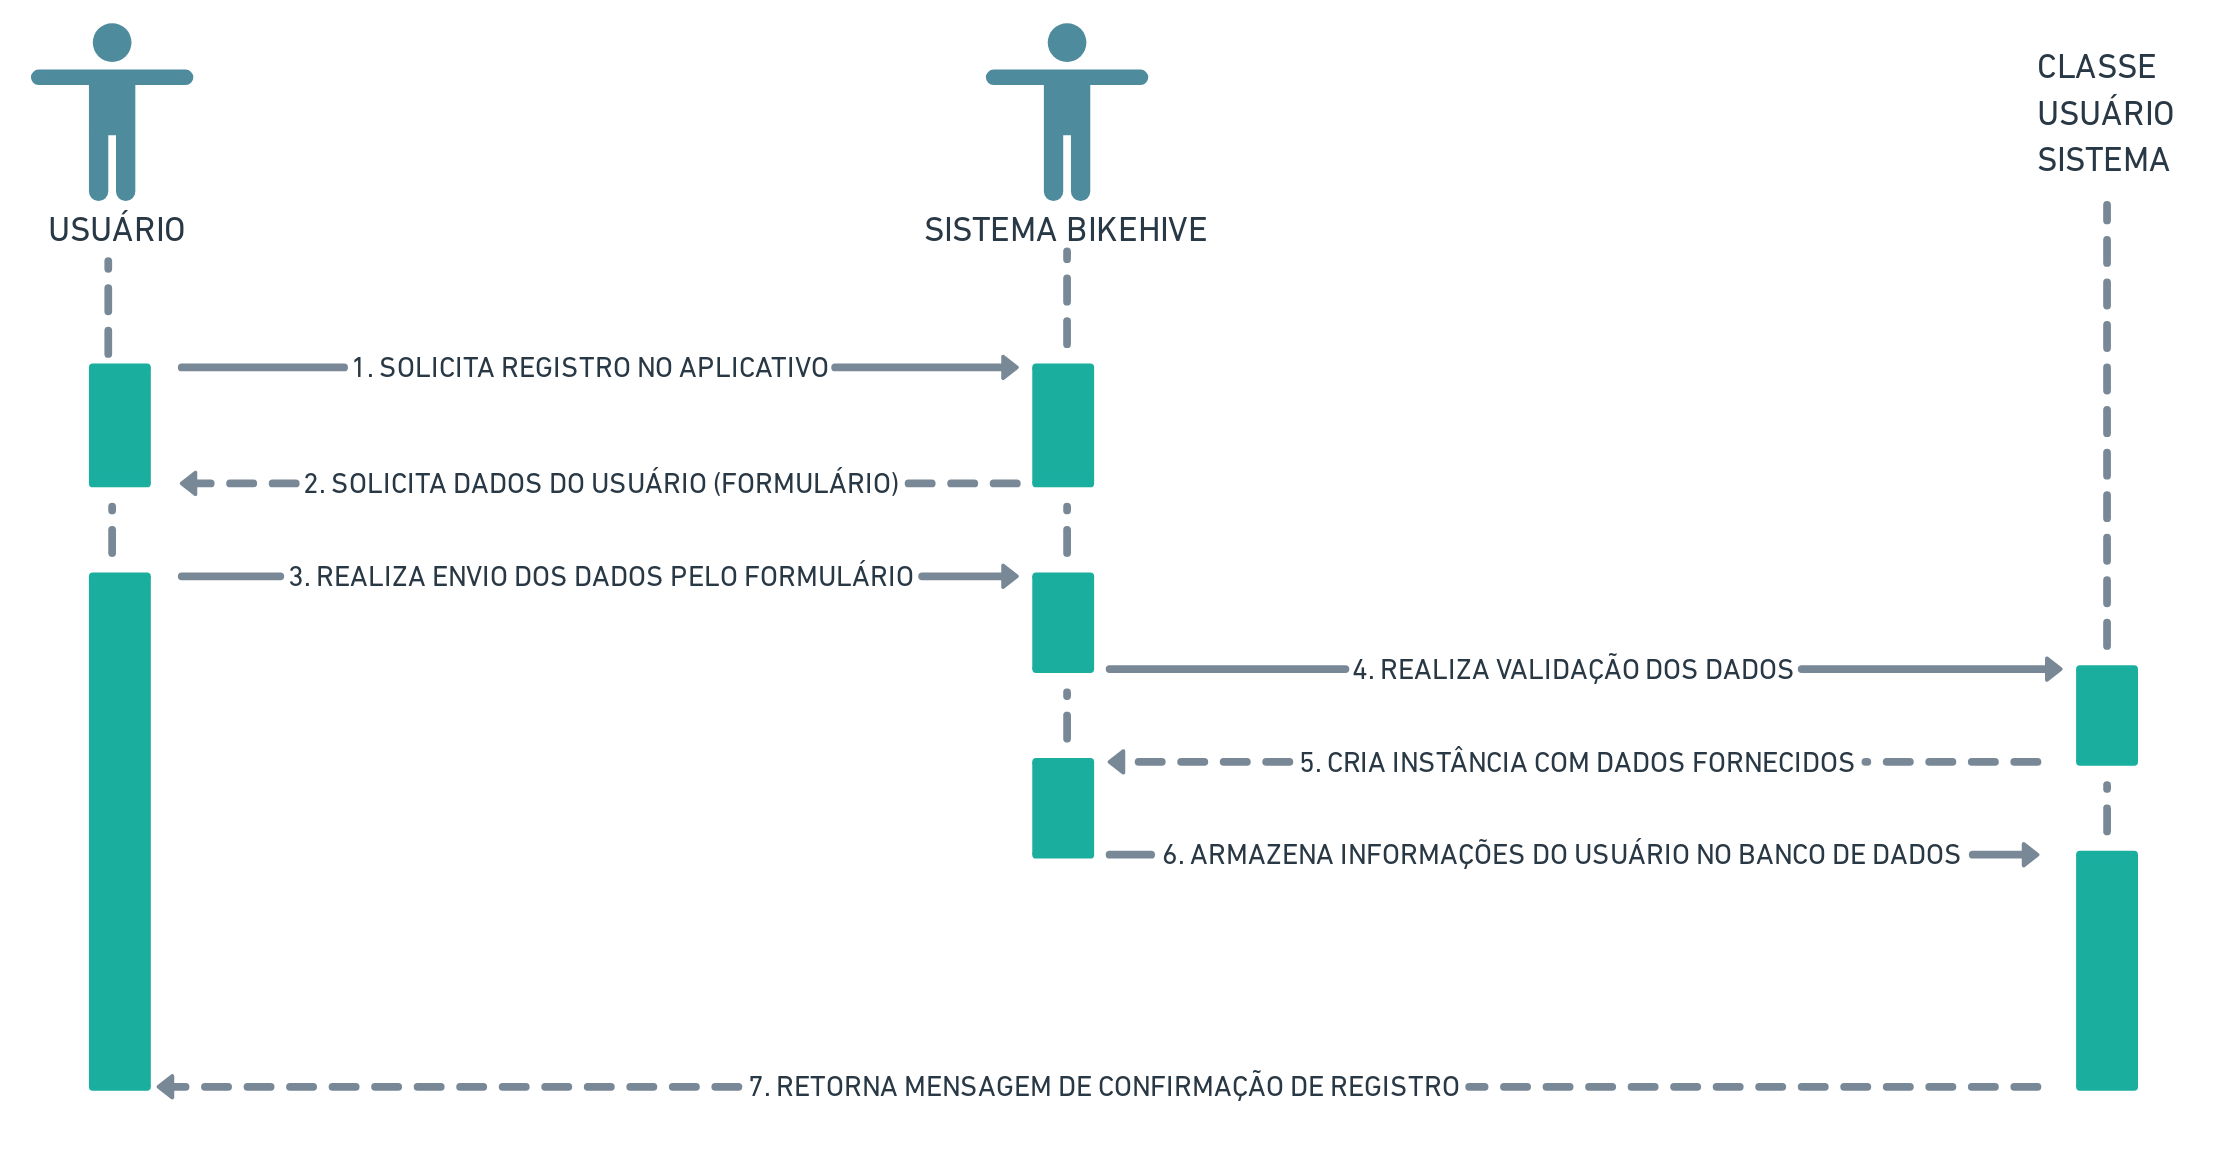 USUÁRIO
SISTEMA BIKEHIVE
CLASSE
USUÁRIO
SISTEMA
1. SOLICITA REGISTRO NO APLICATIVO
2. SOLICITA DADOS DO USUÁRIO (FORMULÁRIO)
3. REALIZA ENVIO DOS DADOS PELO FORMULÁRIO
4. REALIZA VALIDAÇÃO DOS DADOS
5. CRIA INSTÂNCIA COM DADOS FORNECIDOS
6. ARMAZENA INFORMAÇÕES DO USUÁRIO NO BANCO DE DADOS
7. RETORNA MENSAGEM DE CONFIRMAÇÃO DE REGISTRO